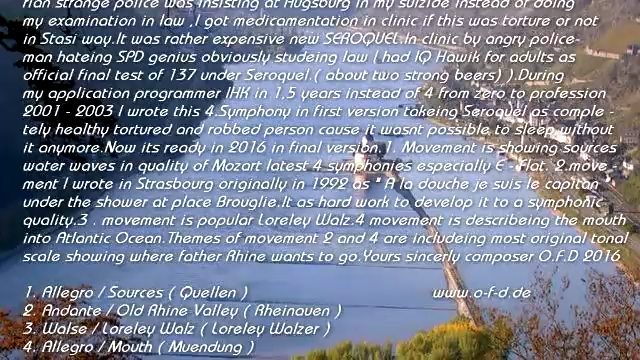 rian strange police was insisting at Augsburg in my suizide instead of doing
my examination in law ,I got medicamentation in clinic if this was torture or not
in Stasi way.It was rather expensive new SEROQUEL.In clinic by angry police-
man hateing SPD genius obviously studeing law I had IQ Hawik for adults as
official final test of 137 under Seroquel.( about two strong beers) ).During
my application programmer IHK in 1,5 years instead of 4 from zero to profession
2001 - 2003 I wrote this 4.Symphony in first version takeing Seroquel as comple -
tely healthy tortured and robbed person cause it wasnt possible to sleep without
it anymore.Now its ready in 2016 in final version. 1. Movement is showing sources
water waves in quality of Mozart latest 4 symphonies especially E - flat. 2.move -
ment I wrote in Strasbourg originally in 1992 as " A la douche je suis le capitan
under the shower at place Brouglie.It as hard work to develop it to a symphonic
quality.3 . movement is popular Loreley Walz.4 movement is describeing the mouth
into Atlantic Ocean.Themes of movement 2 and 4 are includeing most original tonal
scale showing where father Rhine wants to go.Yours sincerly composer O.F.D 2016
1. Allegro / Sources ( Quellen ) www.o-f-d.de
2. Andante / Old Rhine Valley ( Rheinauen )
3. Walse / Loreley Walz ( Loreley Walzer )
4. Allegro / Mouth ( Muendung )